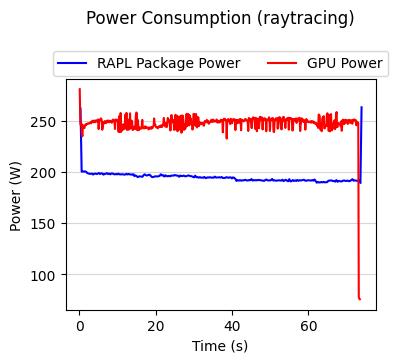 Power Consumption (raytracing)
RAPL Package Power GPU Power
250
200
150
100
Power (W)
0 20 40 60
Time (s)